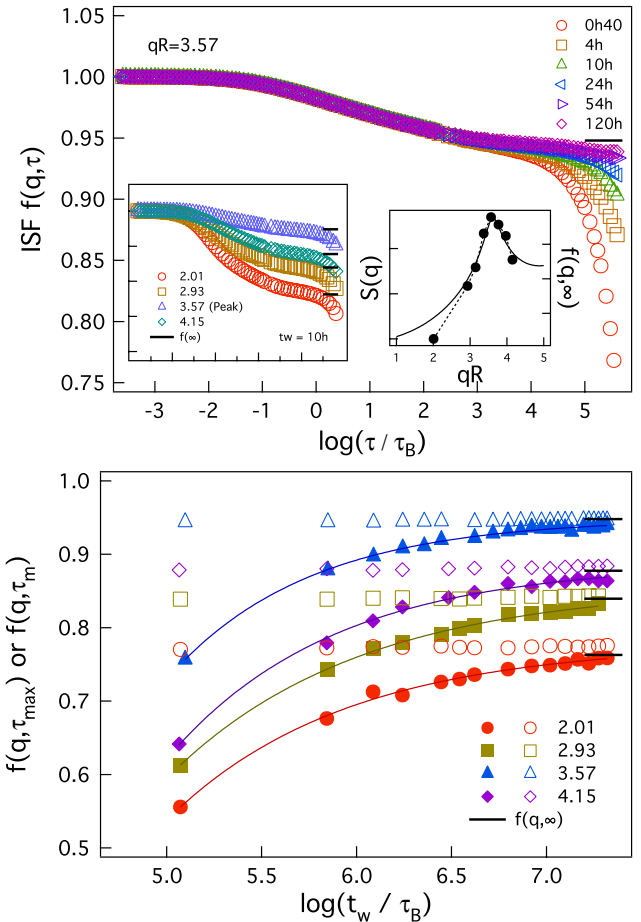 1.05
1.00
0.95
0.90
0.85
0.80
0.75
ISF f(q,τ)
qR=3.57
0h40
4h
10h
24h
54h
120h
2.01
2.93
3.57 (Peak)
4.15
f(∞)
tw = 10h
S(q)
f(q,∞)
1 2 3 4 5
qR
-3 -2 -1 0 1 2 3 4 5
log(τ / τB)
1.0
0.9
0.8
0.7
0.6
0.5
f(q,τmax) or f(q,τm)
2.01
2.93
3.57
4.15
f(q,∞)
5.0 5.5 6.0 6.5 7.0
log(tw / τB)